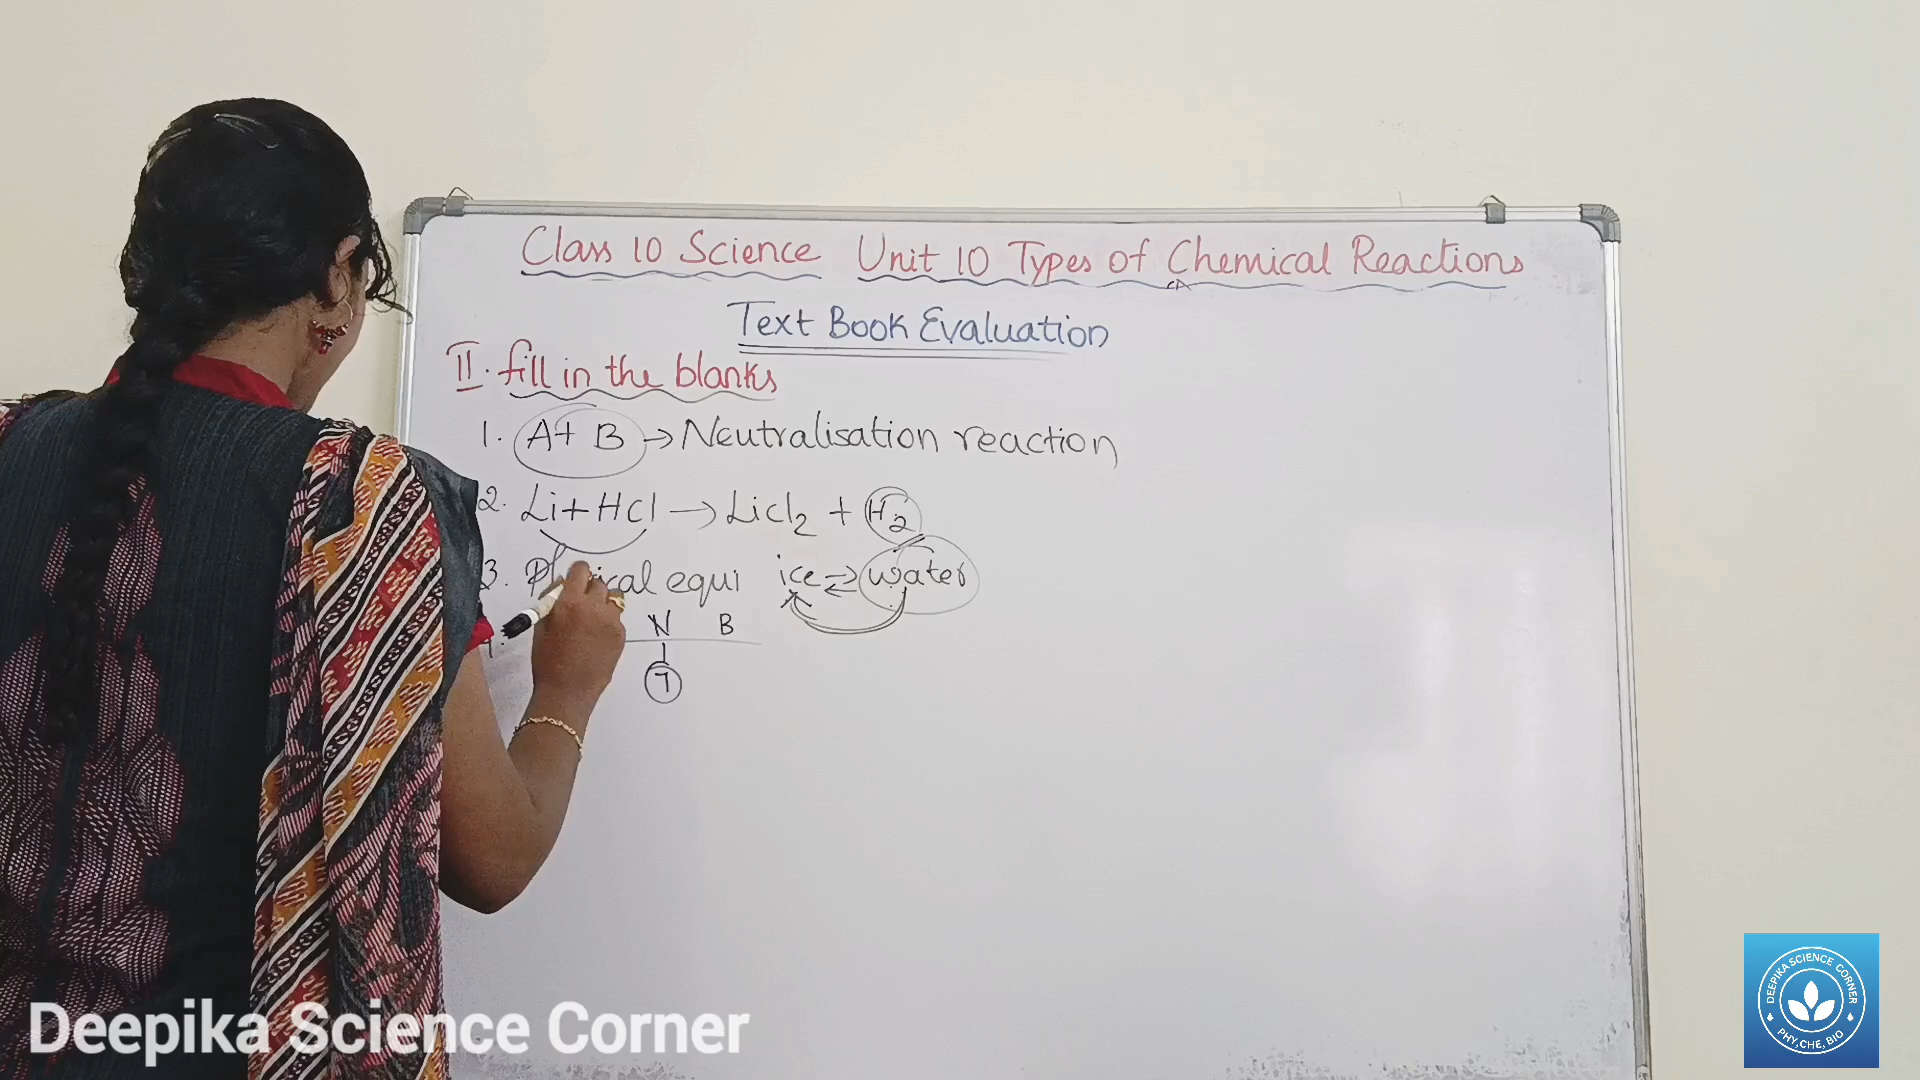 Class 10 Science Unit 10 Types of Chemical Reactions
Text Book Evaluation
II. fill in the blanks
1. A+ B → Neutralisation reaction
2. Li + HCl → LiCl2 + H2
3. equi ice ⇌ water
N B
7
Deepika Science Corner
DEEPIKA SCIENCE CORNER
PHY, CHE, BIO